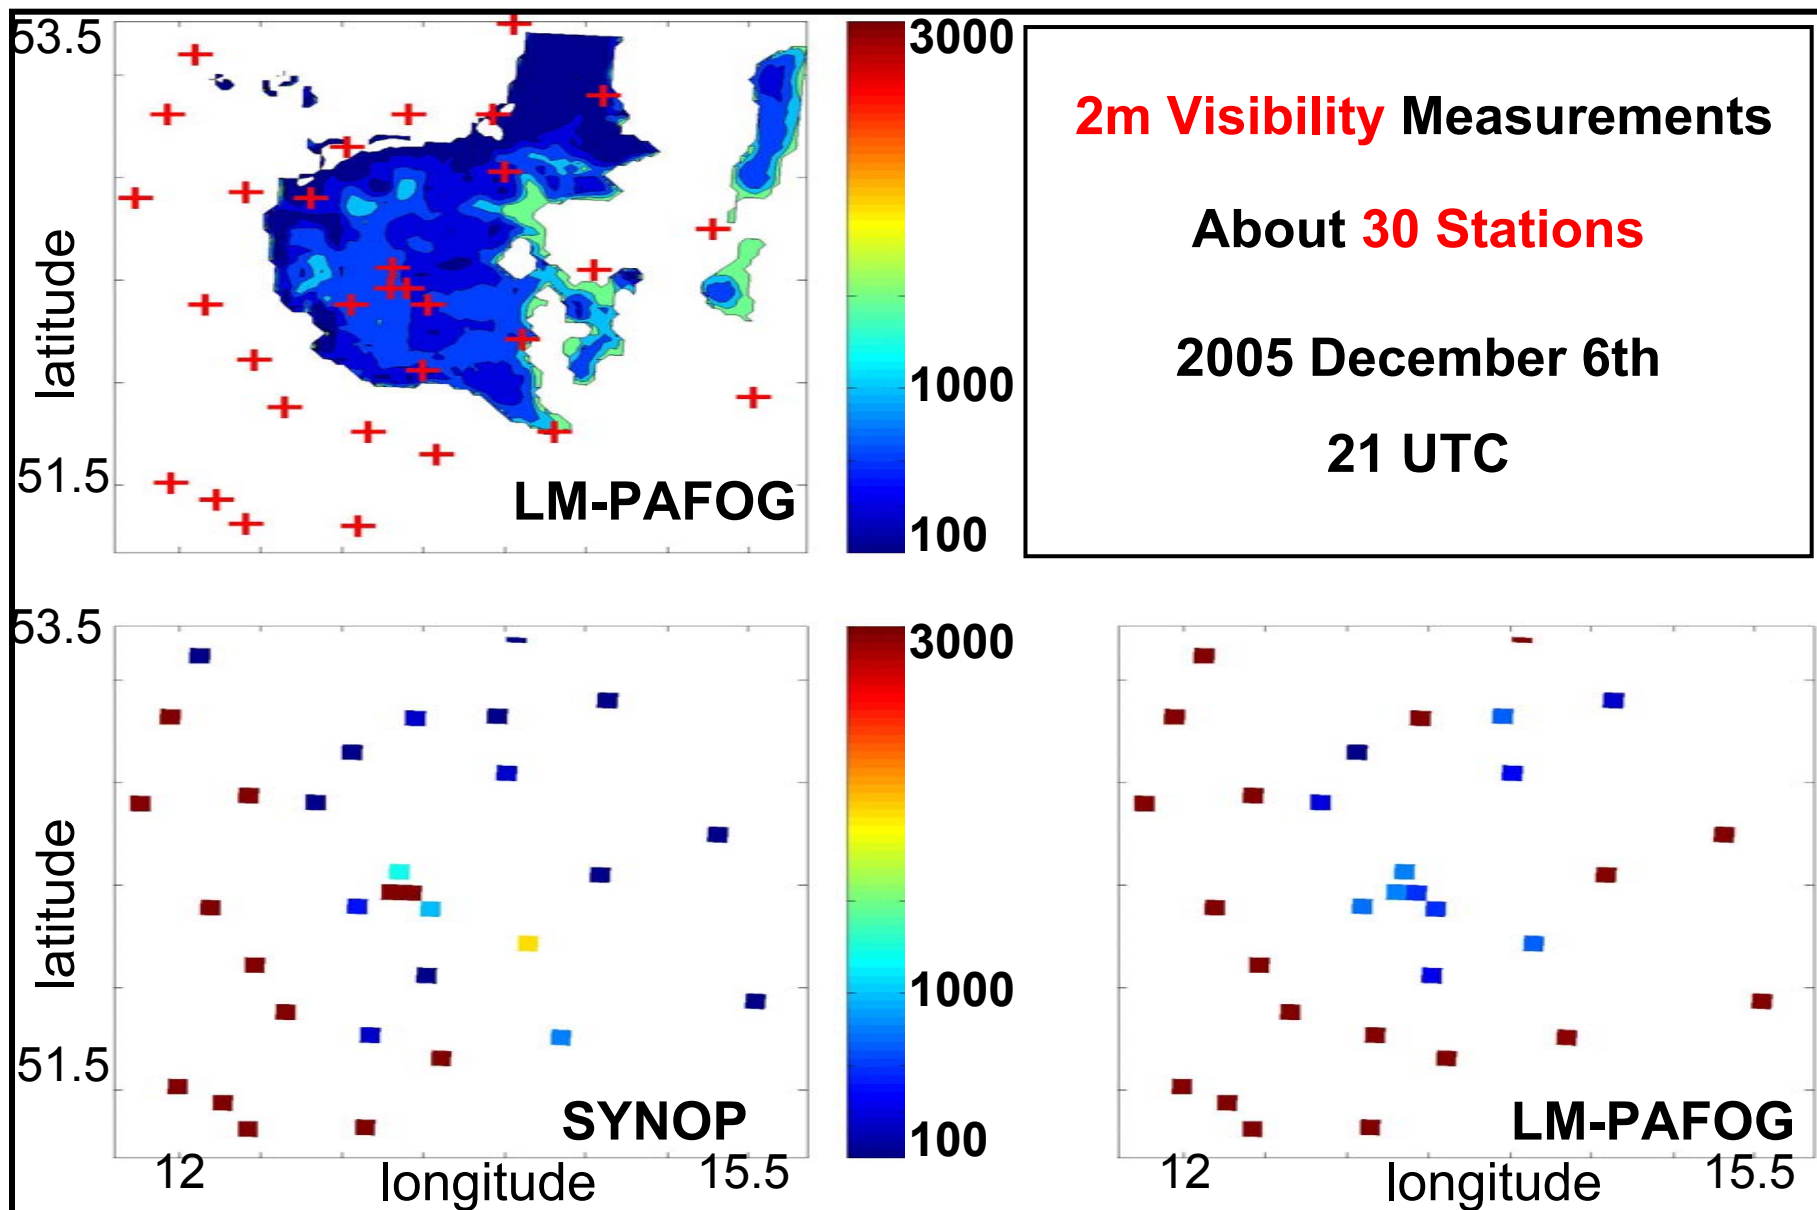 53.5
latitude
51.5
LM-PAFOG
3000
1000
100
2m Visibility Measurements
About 30 Stations
2005 December 6th
21 UTC
53.5
latitude
51.5
SYNOP
12
longitude
15.5
3000
1000
100
LM-PAFOG
12
longitude
15.5